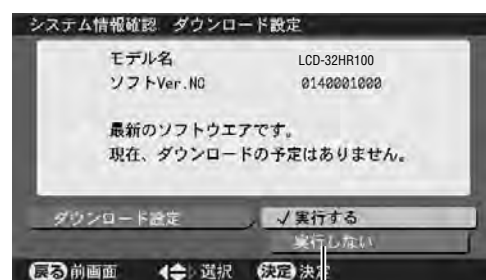 システム情報確認 ダウンロード設定
モデル名 LCD-32HR100
ソフトVer.NO 0140001000
最新のソフトウエアです。
現在、ダウンロードの予定はありません。
ダウンロード設定 ✓実行する
実行しない
戻る 前画面 選択 決定 決定